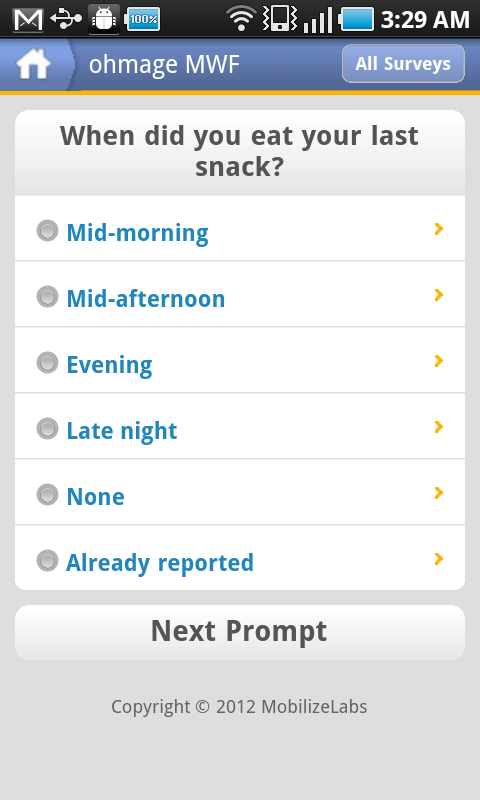 100%
3:29 AM
ohmage MWF
All Surveys
When did you eat your last
snack?
Mid-morning
Mid-afternoon
Evening
Late night
None
Already reported
Next Prompt
Copyright © 2012 MobilizeLabs